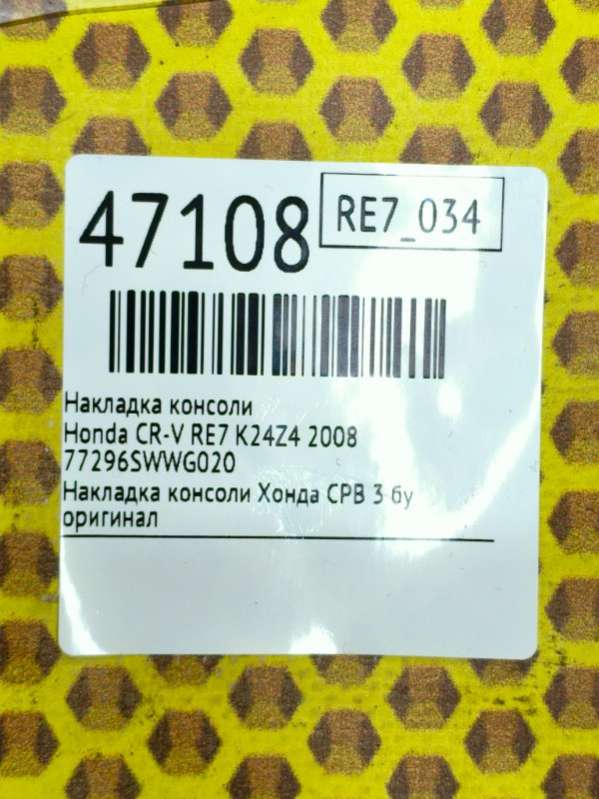 47108
RE7_034
Накладка консоли
Honda CR-V RE7 K24Z4 2008
77296SWWG020
Накладка консоли Хонда СРВ 3 бу
оригинал